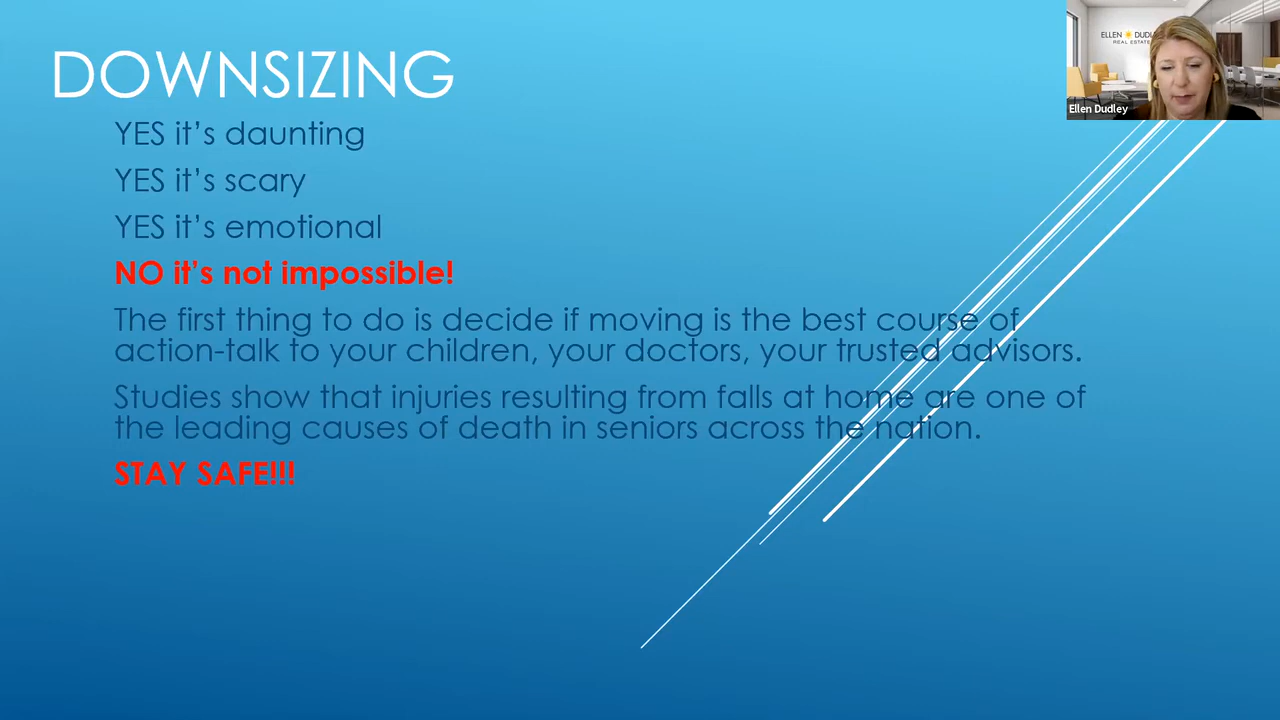 DOWNSIZING
YES it's daunting
YES it's scary
YES it's emotional
NO it's not impossible!
The first thing to do is decide if moving is the best course of
action-talk to your children, your doctors, your trusted advisors.
Studies show that injuries resulting from falls at home are one of
the leading causes of death in seniors across the nation.
STAY SAFE!!!
ELLEN DUDL
REAL ESTATE
Ellen Dudley